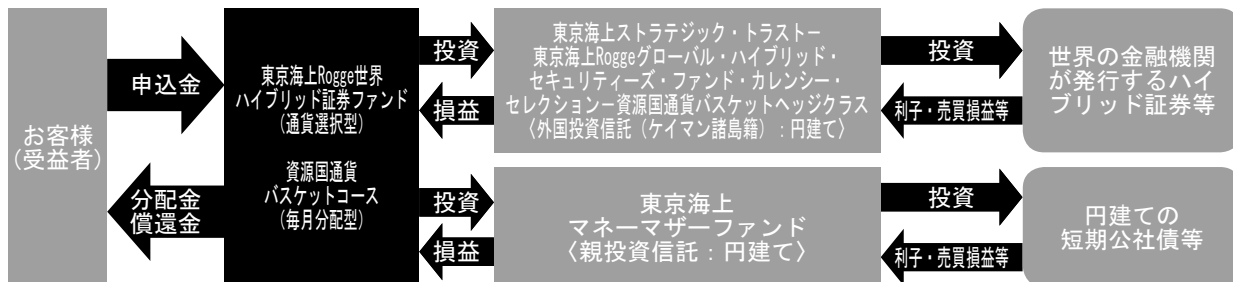 お客様
(受益者)
申込金
分配金
償還金
東京海上Rogge世界
ハイブリッド証券ファンド
(通貨選択型)
資源国通貨
バスケットコース
(毎月分配型)
投資
損益
東京海上ストラテジック・トラストー
東京海上Roggeグローバル・ハイブリッド・
セキュリティーズ・ファンド・カレンシー・
セレクションー資源国通貨バスケットヘッジクラス
〈外国投資信託(ケイマン諸島籍):円建て〉
投資
利子・売買損益等
世界の金融機関
が発行するハイ
ブリッド証券等
投資
損益
東京海上
マネーマザーファンド
〈親投資信託:円建て〉
投資
利子・売買損益等
円建ての
短期公社債等